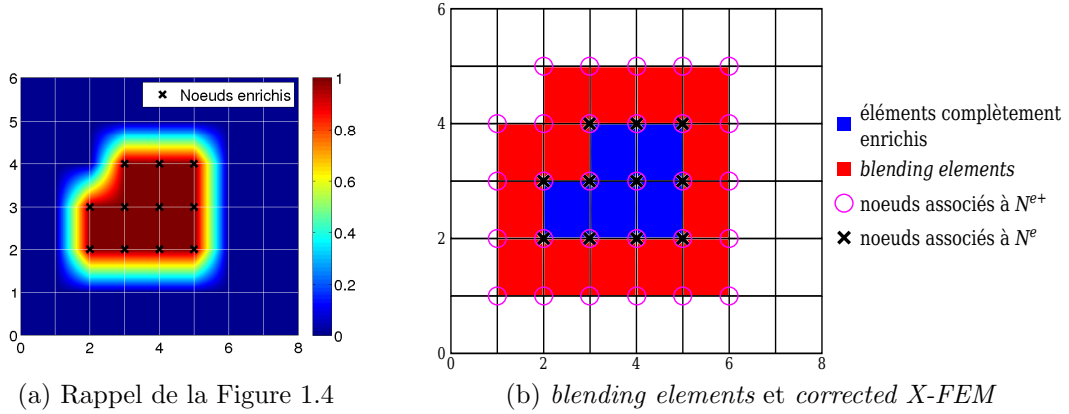 6
5
4
3
2
1
0
0 2 4 6 8
Noeuds enrichis
1
0.8
0.6
0.4
0.2
0
(a) Rappel de la Figure 1.4
6
4
2
0
0 2 4 6 8
éléments complètement
enrichis
blending elements
noeuds associés à N^{e+}
noeuds associés à N^e
(b) blending elements et corrected X-FEM